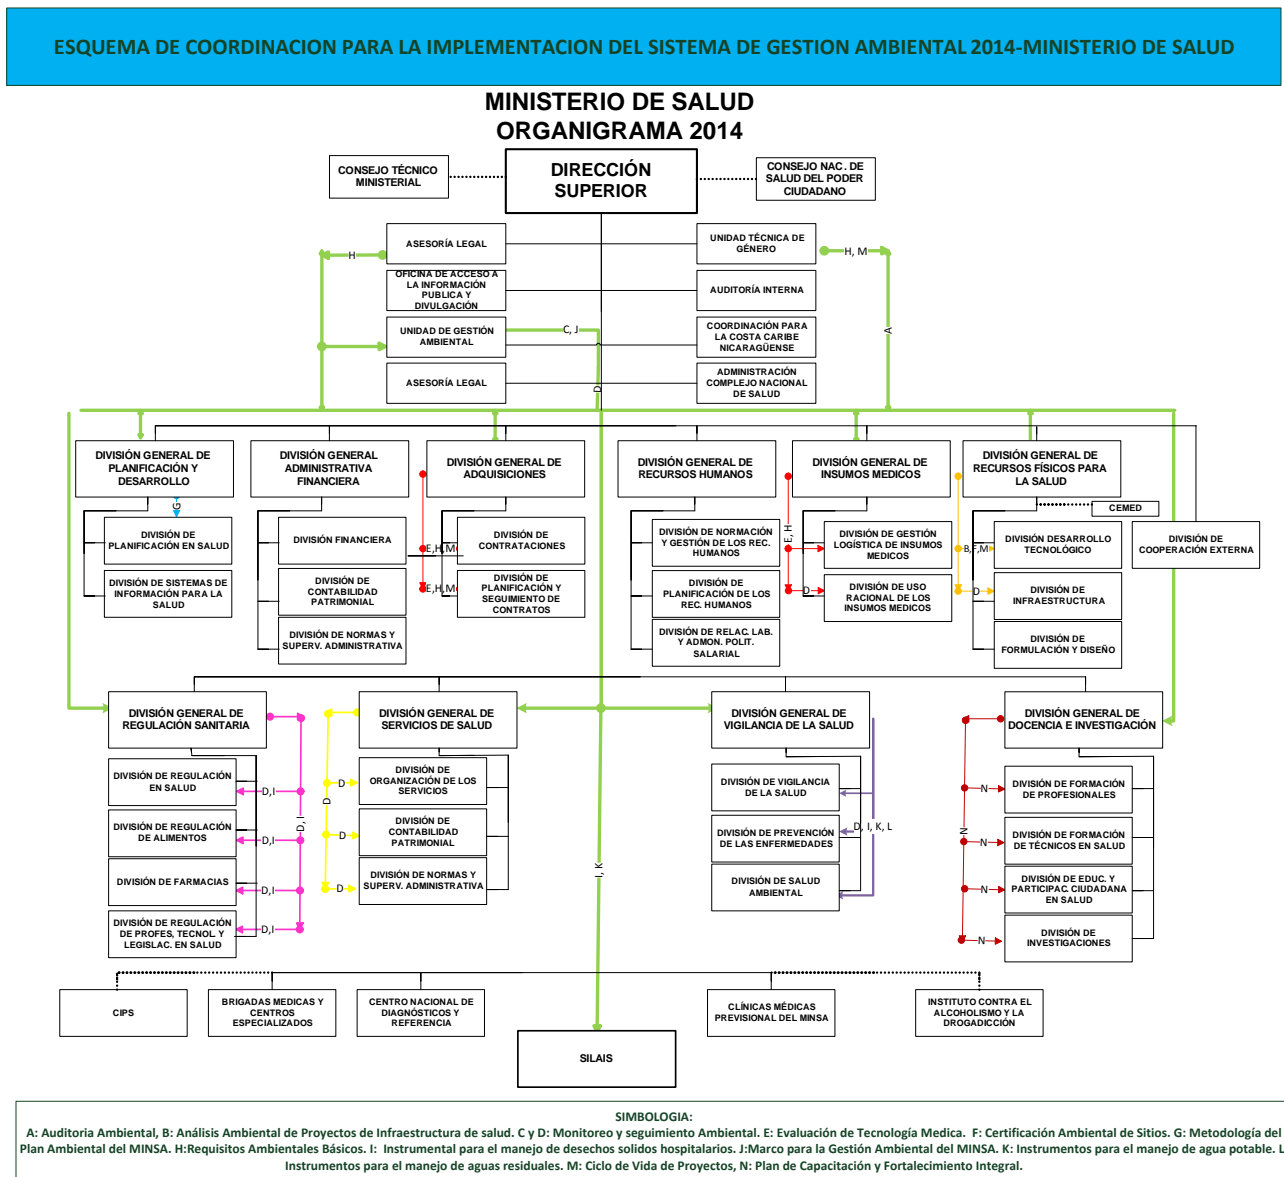 ESQUEMA DE COORDINACION PARA LA IMPLEMENTACION DEL SISTEMA DE GESTION AMBIENTAL 2014-MINISTERIO DE SALUD
MINISTERIO DE SALUD
ORGANIGRAMA 2014
CONSEJO TÉCNICO
MINISTERIAL
DIRECCIÓN
SUPERIOR
CONSEJO NAC. DE
SALUD DEL PODER
CIUDADANO
ASESORÍA LEGAL
UNIDAD TÉCNICA DE
GÉNERO
H
H, M
OFICINA DE ACCESO A
LA INFORMACIÓN
PUBLICA Y
DIVULGACIÓN
AUDITORÍA INTERNA
UNIDAD DE GESTIÓN
AMBIENTAL
C, J
COORDINACIÓN PARA
LA COSTA CARIBE
NICARAGÜENSE
A
ASESORÍA LEGAL
D
ADMINISTRACIÓN
COMPLEJO NACIONAL
DE SALUD
DIVISIÓN GENERAL DE
PLANIFICACIÓN Y
DESARROLLO
DIVISIÓN GENERAL
ADMINISTRATIVA
FINANCIERA
DIVISIÓN GENERAL DE
ADQUISICIONES
DIVISIÓN GENERAL DE
RECURSOS HUMANOS
DIVISIÓN GENERAL DE
INSUMOS MEDICOS
DIVISIÓN GENERAL DE
RECURSOS FÍSICOS PARA
LA SALUD
G
CEMED
DIVISIÓN DE
PLANIFICACIÓN EN SALUD
DIVISIÓN DE SISTEMAS DE
INFORMACIÓN PARA LA
SALUD
DIVISIÓN FINANCIERA
DIVISIÓN DE
CONTABILIDAD
PATRIMONIAL
DIVISIÓN DE NORMAS Y
SUPERV. ADMINISTRATIVA
E,H,M
DIVISIÓN DE
CONTRATACIONES
E,H,M
DIVISIÓN DE
PLANIFICACIÓN Y
SEGUIMIENTO DE
CONTRATOS
DIVISIÓN DE NORMACIÓN
Y GESTIÓN DE LOS REC.
HUMANOS
DIVISIÓN DE
PLANIFICACIÓN DE LOS
REC. HUMANOS
DIVISIÓN DE RELAC. LAB.
Y ADMON. POLIT.
SALARIAL
E, H
DIVISIÓN DE GESTIÓN
LOGÍSTICA DE INSUMOS
MEDICOS
D
DIVISIÓN DE USO
RACIONAL DE LOS
INSUMOS MEDICOS
B,F,M
DIVISIÓN DESARROLLO
TECNOLÓGICO
D
DIVISIÓN DE
INFRAESTRUCTURA
DIVISIÓN DE
FORMULACIÓN Y DISEÑO
DIVISIÓN DE
COOPERACIÓN EXTERNA
DIVISIÓN GENERAL DE
REGULACIÓN SANITARIA
DIVISIÓN GENERAL DE
SERVICIOS DE SALUD
DIVISIÓN GENERAL DE
VIGILANCIA DE LA SALUD
DIVISIÓN GENERAL DE
DOCENCIA E INVESTIGACIÓN
DIVISIÓN DE REGULACIÓN
EN SALUD
D,I
DIVISIÓN DE REGULACIÓN
DE ALIMENTOS
D,I
D, I
DIVISIÓN DE FARMACIAS
D,I
DIVISIÓN DE REGULACIÓN
DE PROFES, TECNOL. Y
LEGISLAC. EN SALUD
D,I
D
DIVISIÓN DE
ORGANIZACIÓN DE LOS
SERVICIOS
D
D
DIVISIÓN DE
CONTABILIDAD
PATRIMONIAL
D
DIVISIÓN DE NORMAS Y
SUPERV. ADMINISTRATIVA
I, K
DIVISIÓN DE VIGILANCIA
DE LA SALUD
DIVISIÓN DE PREVENCIÓN
DE LAS ENFERMEDADES
D, I, K, L
DIVISIÓN DE SALUD
AMBIENTAL
N
DIVISIÓN DE FORMACIÓN
DE PROFESIONALES
N
N
DIVISIÓN DE FORMACIÓN
DE TÉCNICOS EN SALUD
N
DIVISIÓN DE EDUC. Y
PARTICIPAC. CIUDADANA
EN SALUD
N
DIVISIÓN DE
INVESTIGACIONES
CIPS
BRIGADAS MEDICAS Y
CENTROS
ESPECIALIZADOS
CENTRO NACIONAL DE
DIAGNÓSTICOS Y
REFERENCIA
CLÍNICAS MÉDICAS
PREVISIONAL DEL MINSA
INSTITUTO CONTRA EL
ALCOHOLISMO Y LA
DROGADICCIÓN
SILAIS
SIMBOLOGIA:
A: Auditoria Ambiental, B: Análisis Ambiental de Proyectos de Infraestructura de salud. C y D: Monitoreo y seguimiento Ambiental. E: Evaluación de Tecnología Medica. F: Certificación Ambiental de Sitios. G: Metodología del
Plan Ambiental del MINSA. H:Requisitos Ambientales Básicos. I: Instrumental para el manejo de desechos solidos hospitalarios. J:Marco para la Gestión Ambiental del MINSA. K: Instrumentos para el manejo de agua potable. L
Instrumentos para el manejo de aguas residuales. M: Ciclo de Vida de Proyectos, N: Plan de Capacitación y Fortalecimiento Integral.